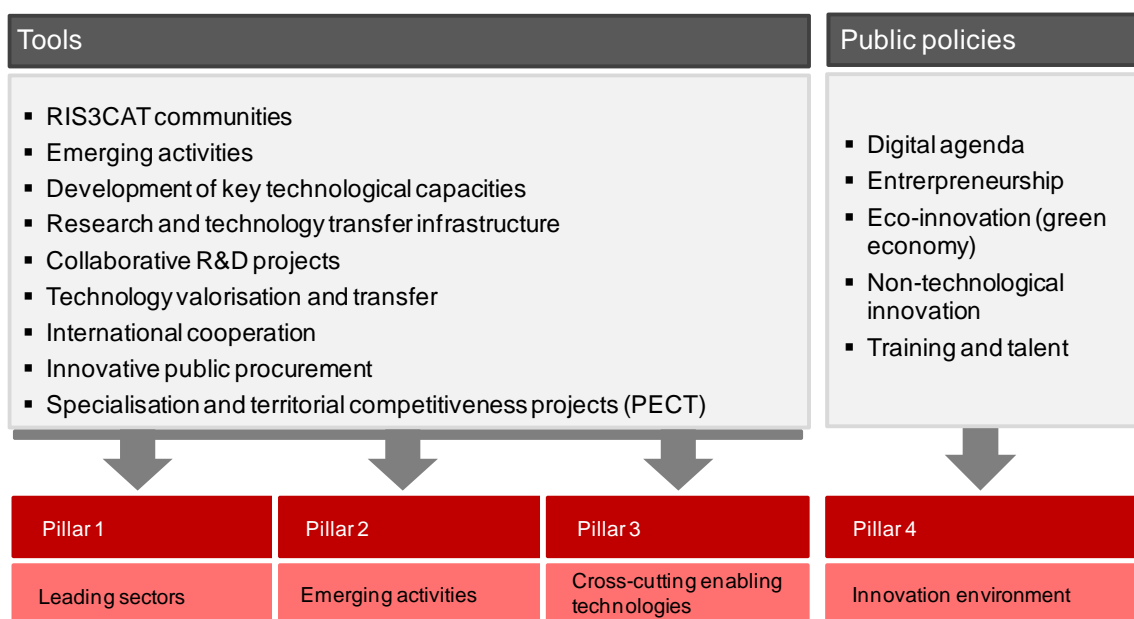 Tools
RIS3CAT communities
Emerging activities
Development of key technological capacities
Research and technology transfer infrastructure
Collaborative R&D projects
Technology valorisation and transfer
International cooperation
Innovative public procurement
Specialisation and territorial competitiveness projects (PECT)
Public policies
Digital agenda
Entrerpreneurship
Eco-innovation (green
economy)
Non-technological
innovation
Training and talent
Pillar 1
Leading sectors
Pillar 2
Emerging activities
Pillar 3
Cross-cutting enabling
technologies
Pillar 4
Innovation environment